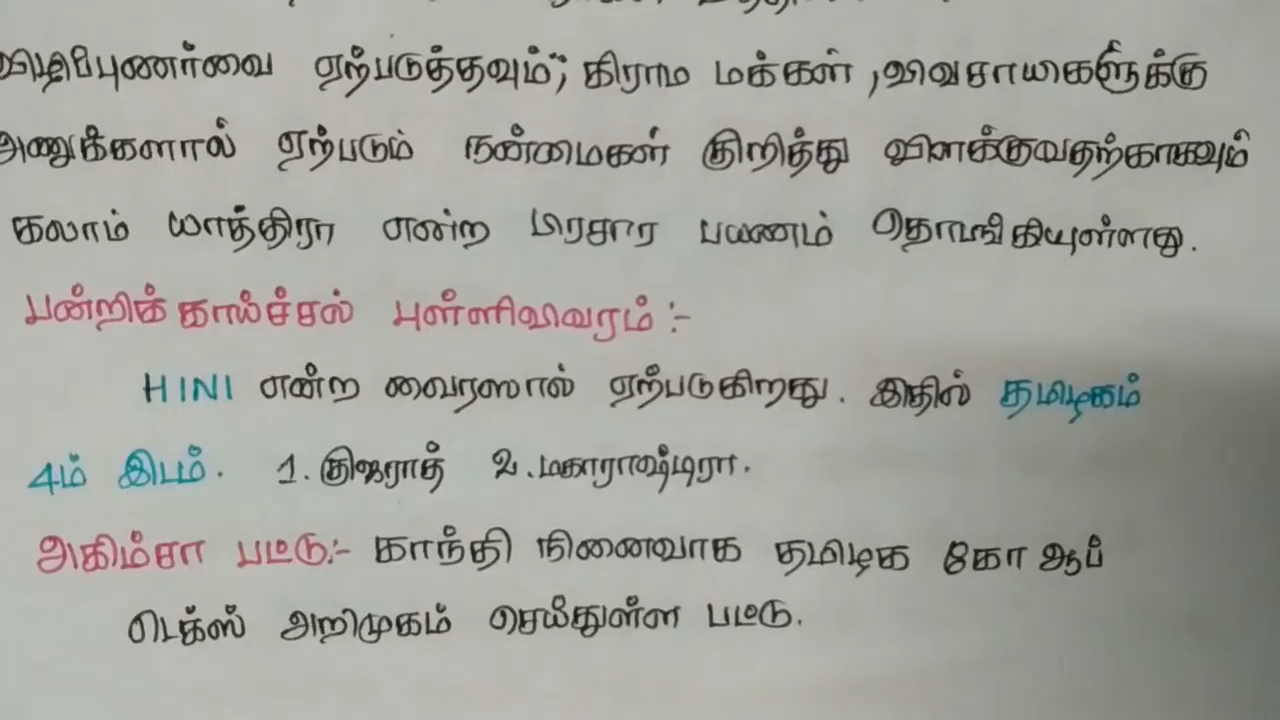 விழிப்புணர்வை ஏற்படுத்தவும்; கிராம மக்கள் , விவசாயிகளுக்கு
அணுக்களால் ஏற்படும் நன்மைகள் குறித்து விளக்குவதற்காகவும்
கலாம் யாத்திரா என்ற பிரசார பயணம் தொடங்கியுள்ளது.
பன்றிக்காய்ச்சல் புள்ளிவிவரம் :-
H1N1 என்ற வைரஸால் ஏற்படுகிறது. இதில் தமிழகம்
4ம் இடம். 1. குஜராத் 2. மகாராஷ்டிரா.
அகிம்சா பட்டு:- காந்தி நினைவாக தமிழக கோ ஆப்
டெக்ஸ் அறிமுகம் செய்துள்ள பட்டு.